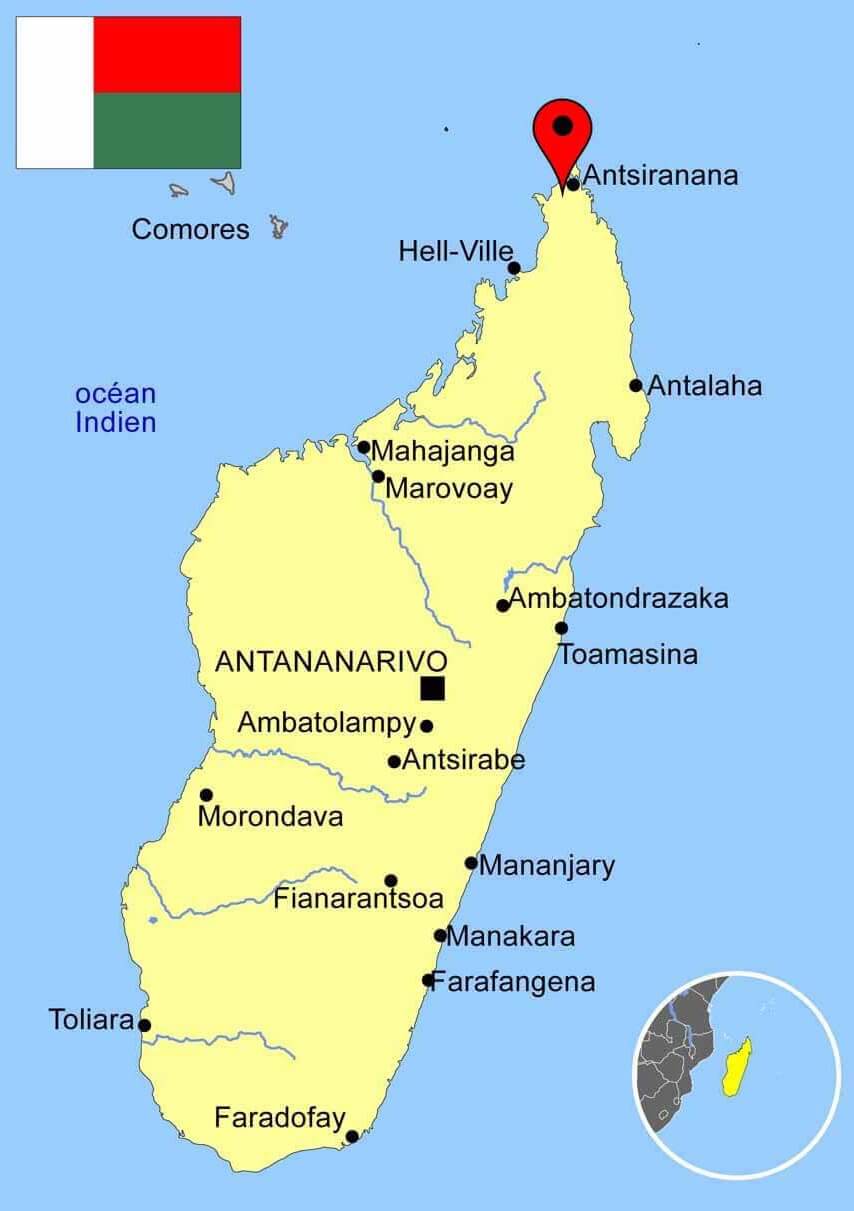 Antsiranana
Comores
Hell-Ville
océan
Indien
Antalaha
Mahajanga
Marovoay
Ambatondrazaka
Toamasina
ANTANANARIVO
Ambatolampy
Antsirabe
Morondava
Mananjary
Fianarantsoa
Manakara
Farafangena
Toliara
Faradofay